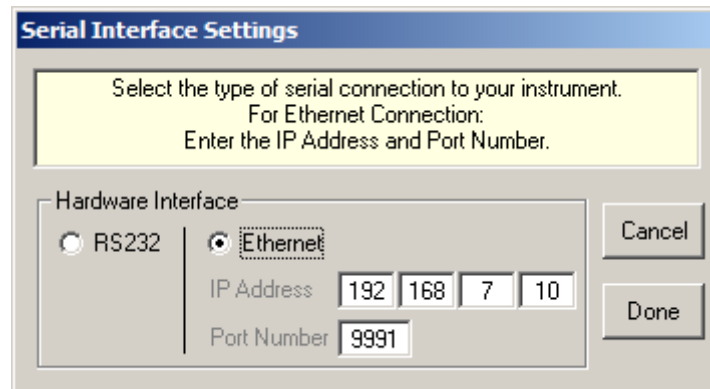 Serial Interface Settings
Select the type of serial connection to your instrument.
For Ethernet Connection:
Enter the IP Address and Port Number.
Hardware Interface
RS232
Ethernet
IP Address 192 168 7 10
Port Number 9991
Cancel
Done